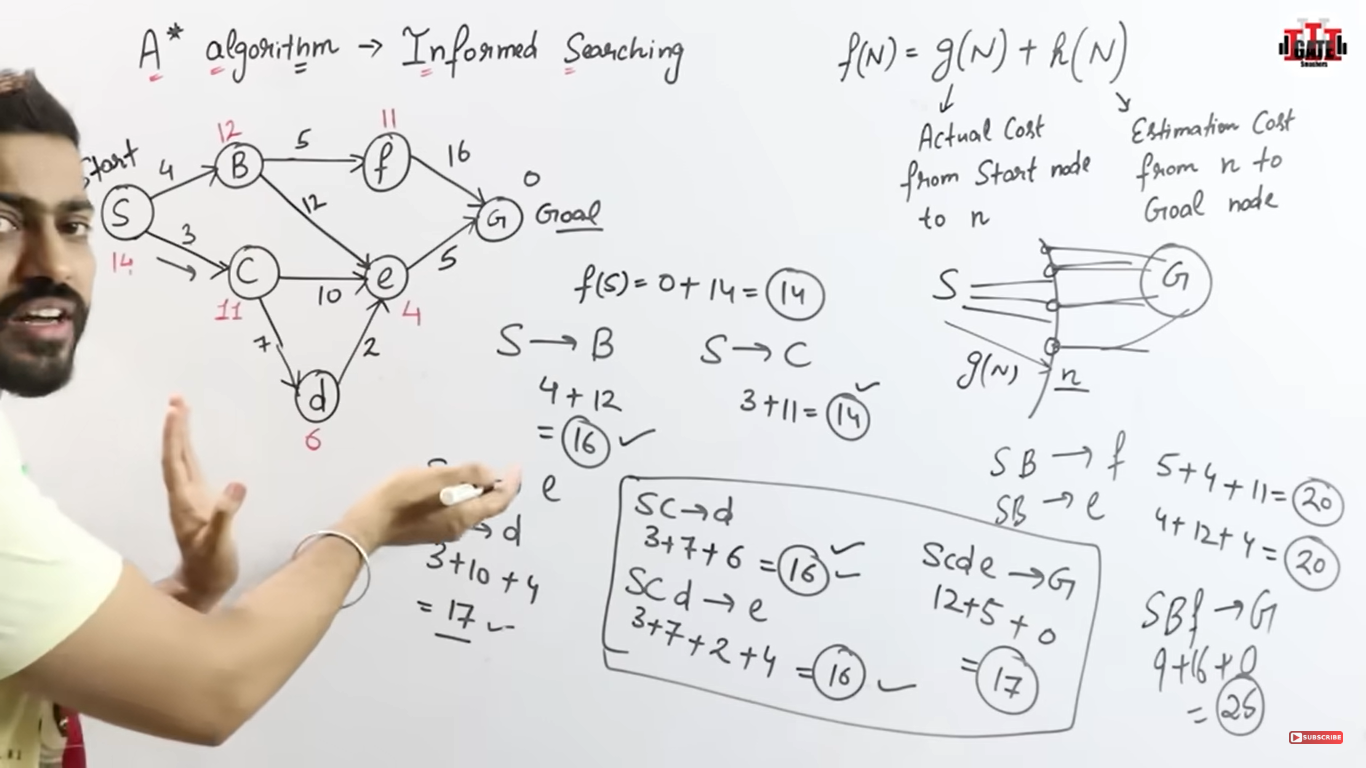 A* algorithm → Informed Searching
f(N) = g(N) + h(N)
Actual Cost
from Start node
to n
Estimation Cost
from n to
Goal node
GATE
Smashers
Start
S
14
4
3
B
12
5
12
f
11
16
C
11
10
7
d
6
2
e
4
5
G
0
Goal
f(S) = 0 + 14 = 14
S → B
4 + 12
= 16 ✓
S → C
3 + 11 = 14 ✓
S
G
g(N)
n
e
→ d
3 + 10 + 4
= 17 ✓
SC → d
3 + 7 + 6 = 16 ✓
SCd → e
3 + 7 + 2 + 4 = 16 ✓
Scde → G
12 + 5 + 0
= 17
SB → f 5 + 4 + 11 = 20
SB → e 4 + 12 + 4 = 20
SBf → G
9 + 16 + 0
= 25
SUBSCRIBE